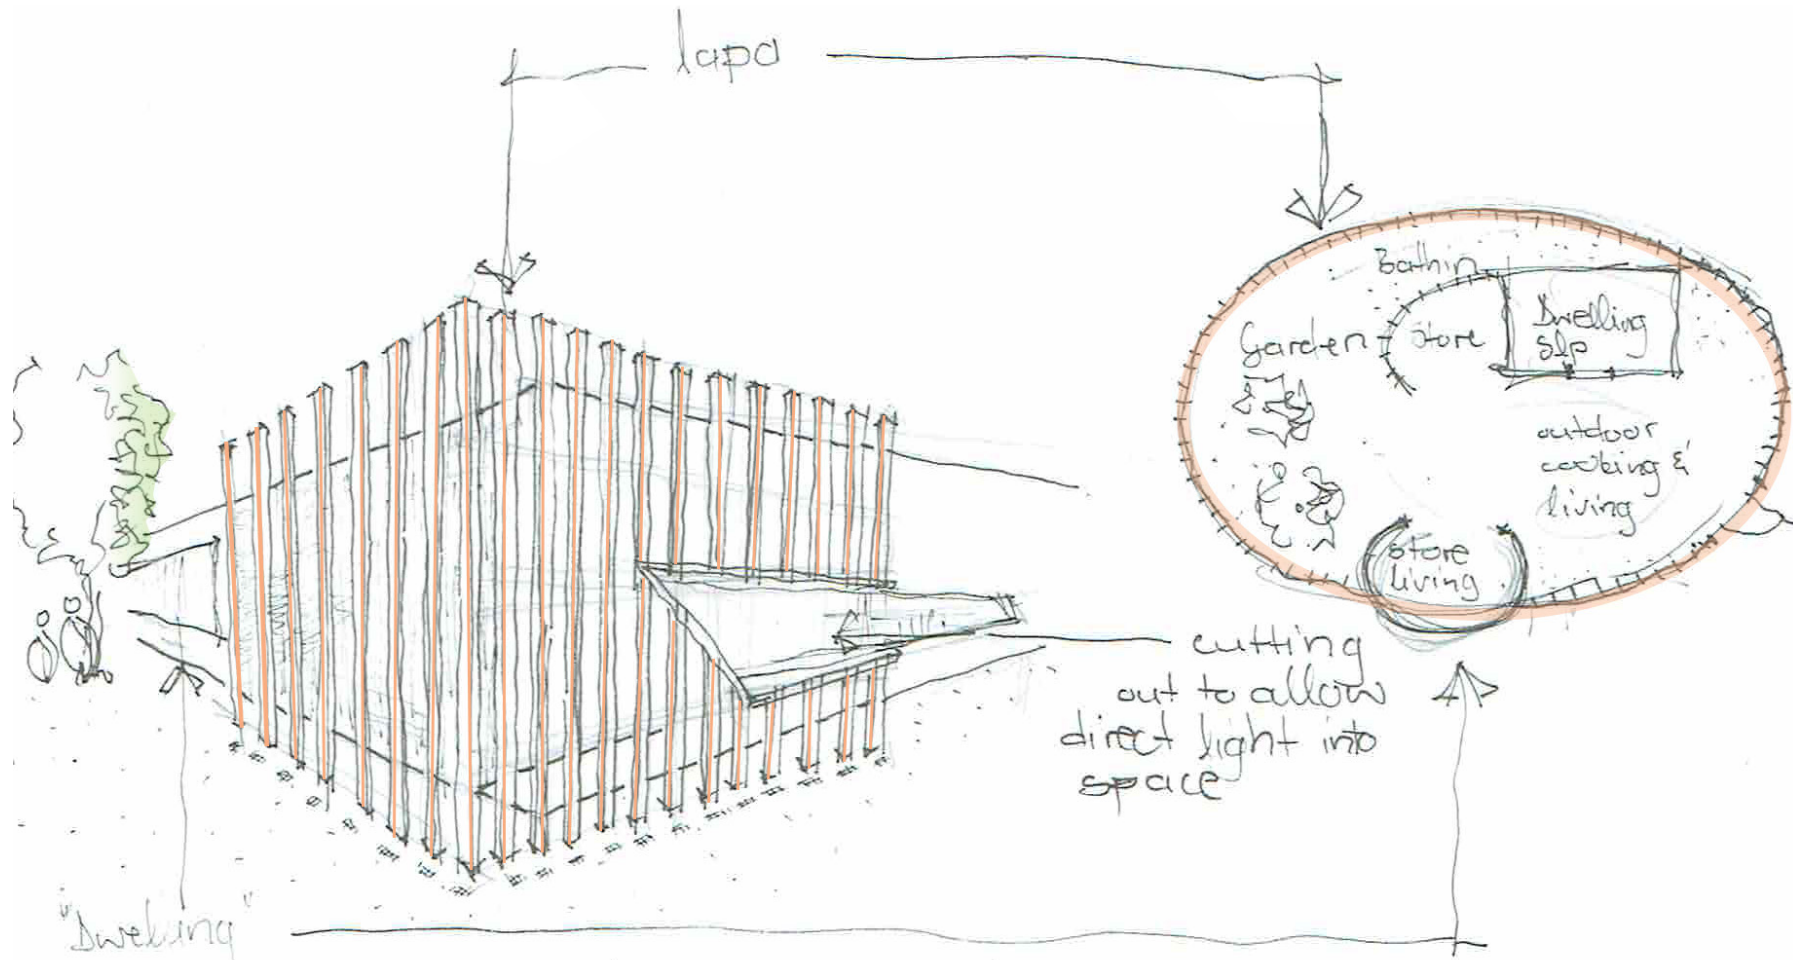 lapa
Bathin
Garden
Store
Dwelling
Slp
outdoor
cooking &
living
store
living
cutting
out to allow
direct light into
space
"Dwelling"